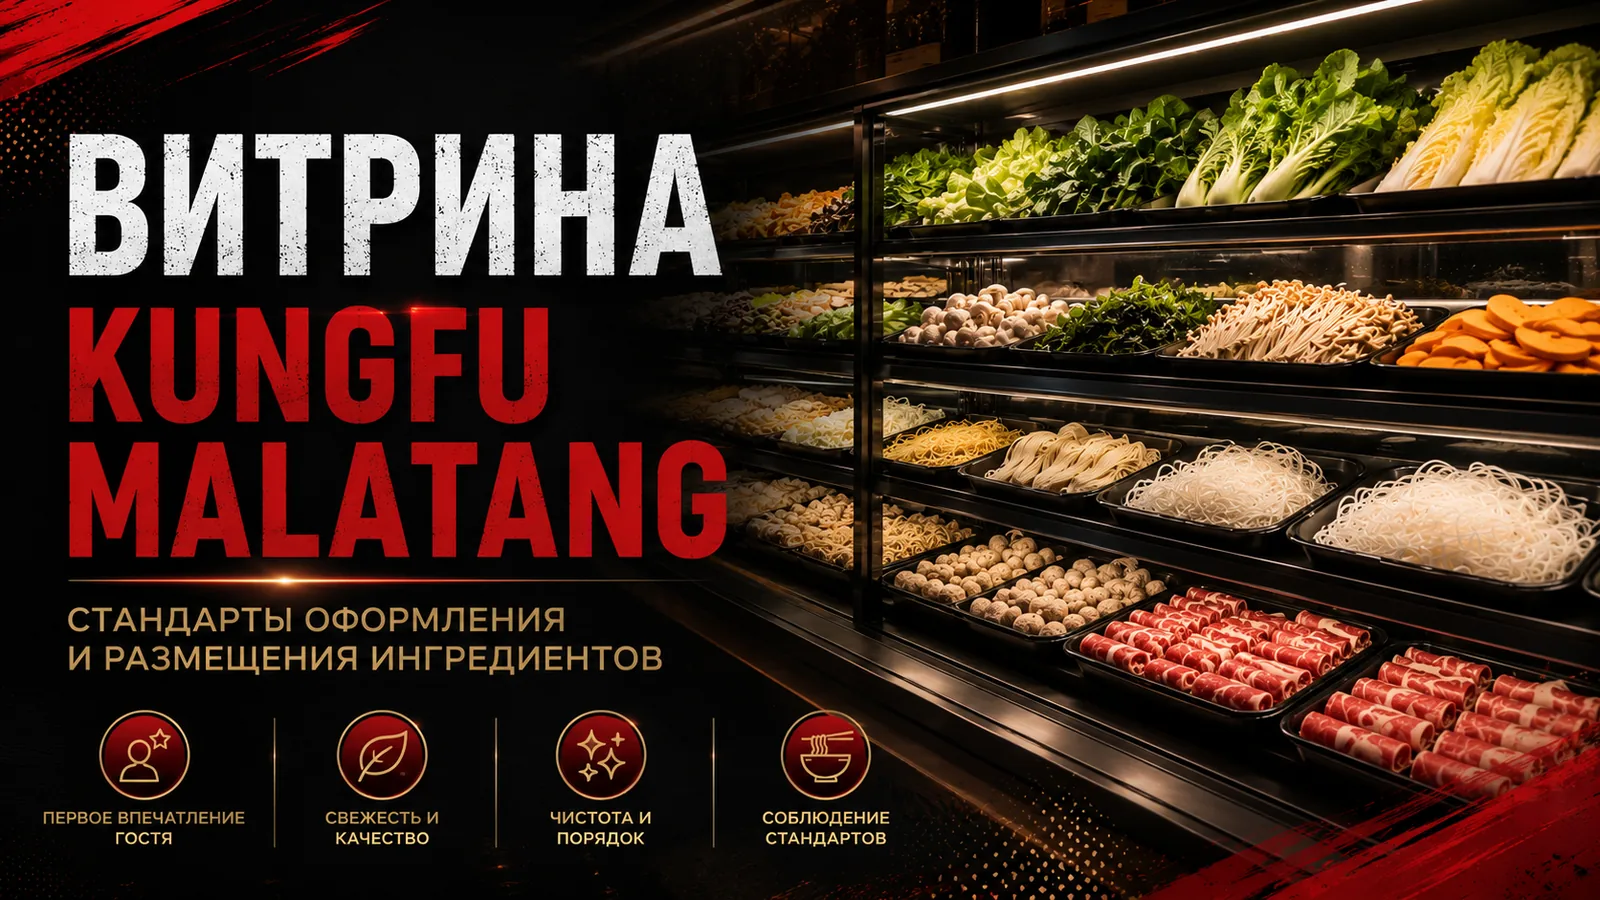 ВИТРИНА
KUNGFU
MALATANG
СТАНДАРТЫ ОФОРМЛЕНИЯ
И РАЗМЕЩЕНИЯ ИНГРЕДИЕНТОВ
ПЕРВОЕ ВПЕЧАТЛЕНИЕ
ГОСТЯ
СВЕЖЕСТЬ И
КАЧЕСТВО
ЧИСТОТА И
ПОРЯДОК
СОБЛЮДЕНИЕ
СТАНДАРТОВ